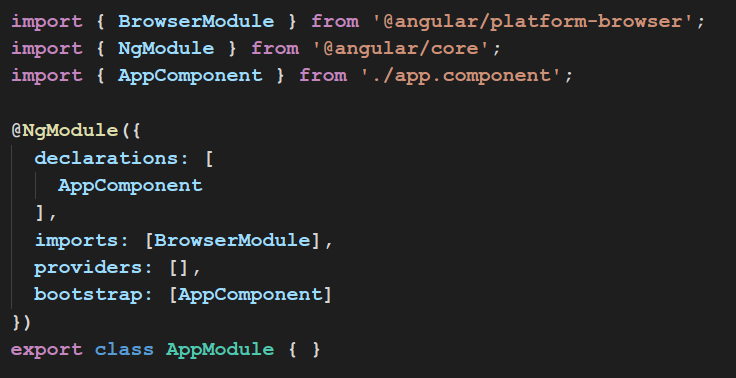 import { BrowserModule } from '@angular/platform-browser';
import { NgModule } from '@angular/core';
import { AppComponent } from './app.component';

@NgModule({
  declarations: [
    AppComponent
  ],
  imports: [BrowserModule],
  providers: [],
  bootstrap: [AppComponent]
})
export class AppModule { }